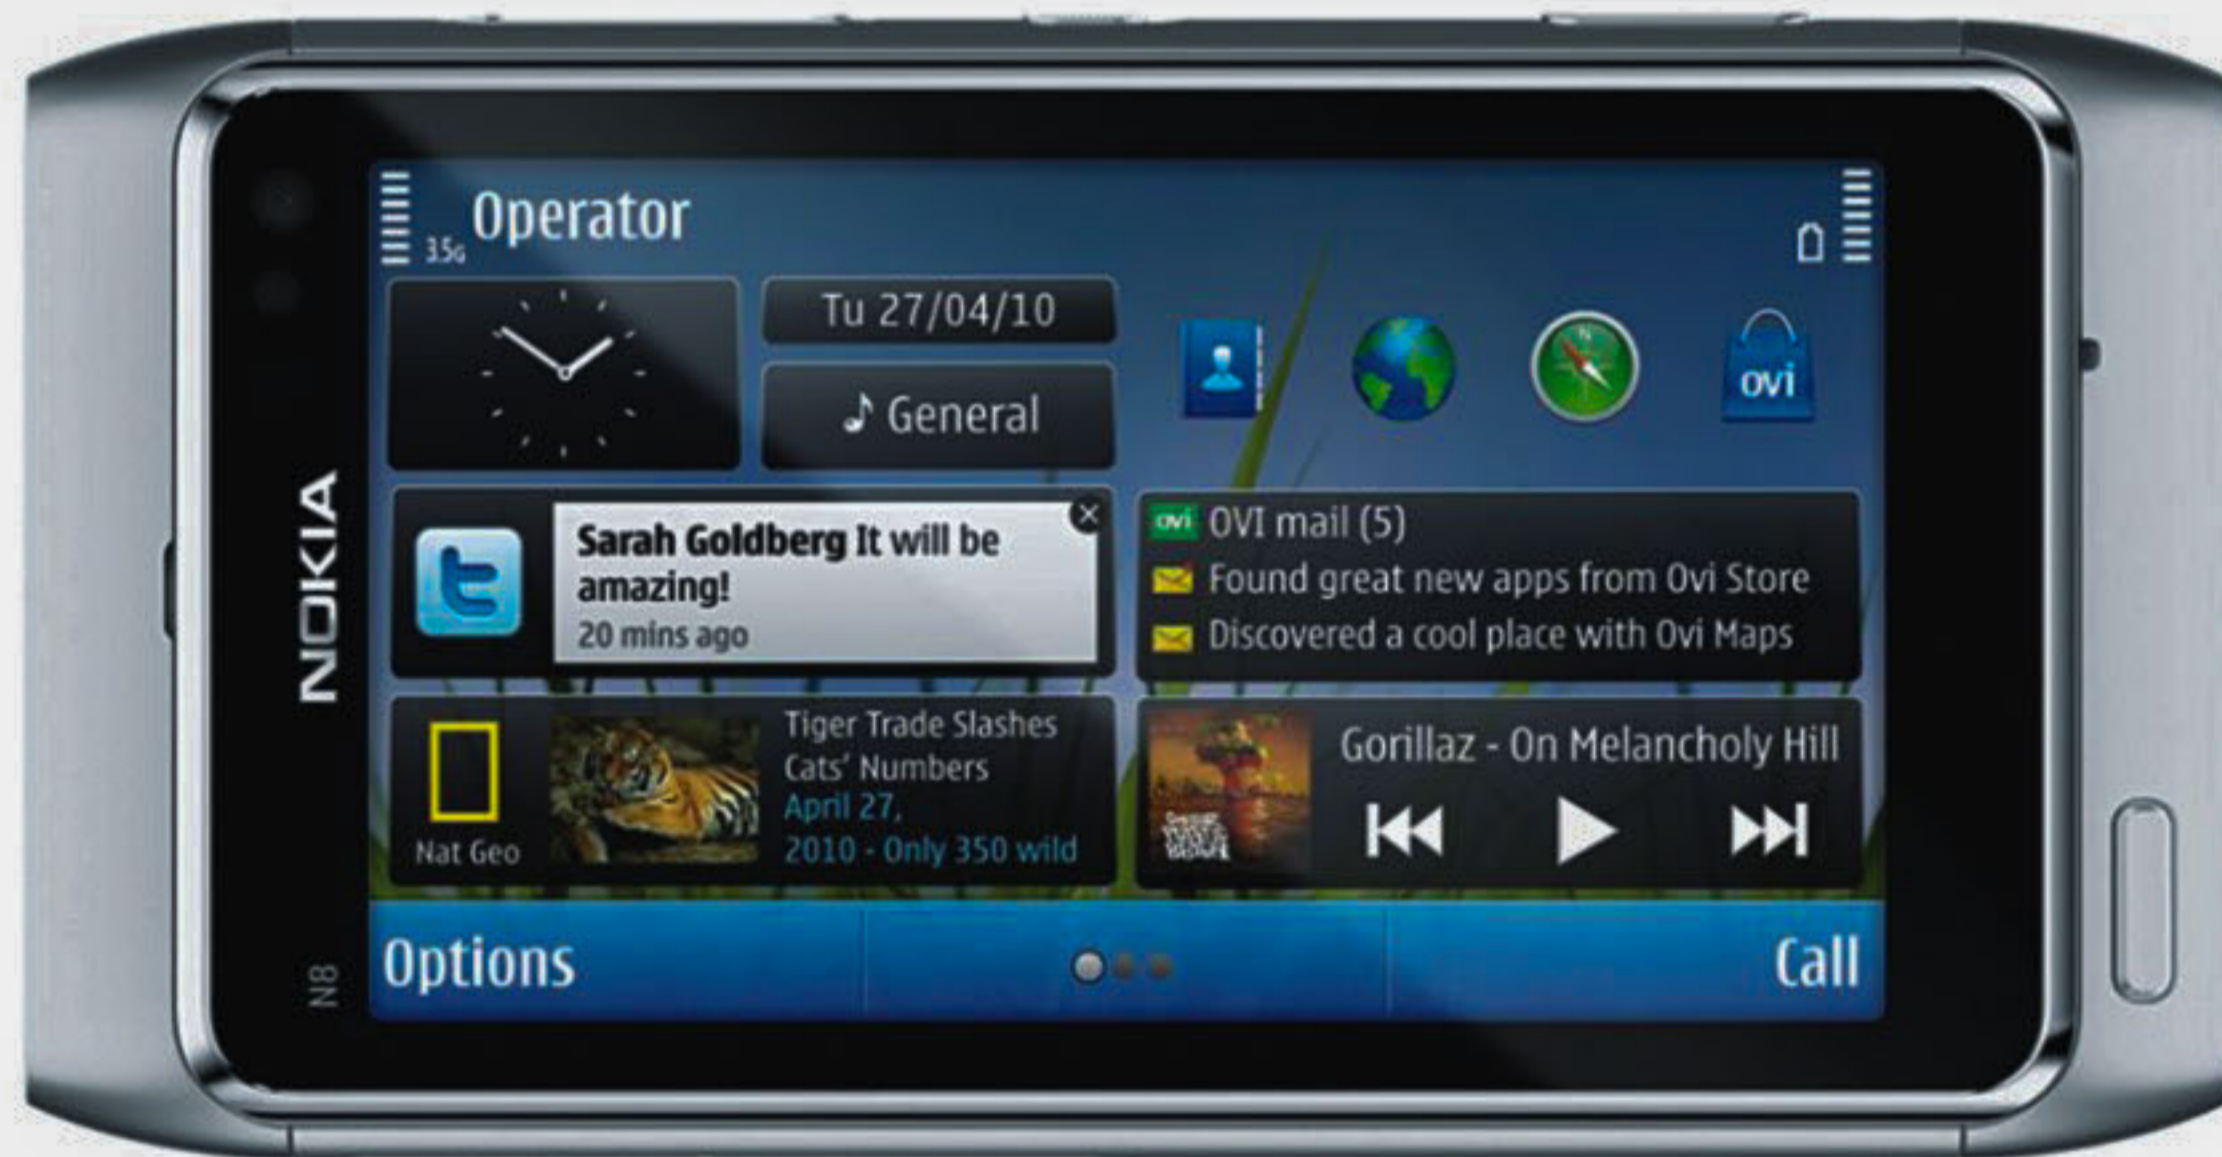 3.5G Operator
Tu 27/04/10
♪ General
N
ovi
NOKIA
Sarah Goldberg It will be
amazing!
20 mins ago
ovi OVI mail (5)
Found great new apps from Ovi Store
Discovered a cool place with Ovi Maps
Nat Geo
Tiger Trade Slashes
Cats' Numbers
April 27,
2010 - Only 350 wild
Gorillaz - On Melancholy Hill
N8
Options
Call